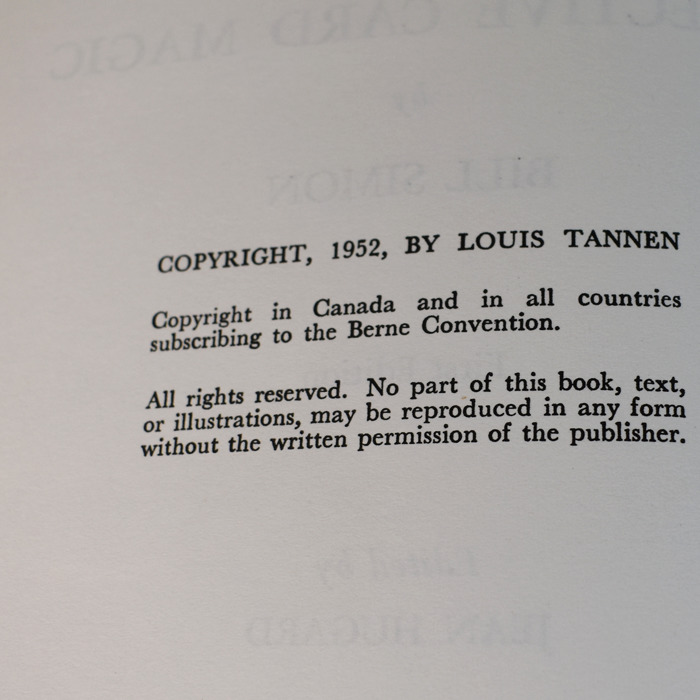 COPYRIGHT, 1952, BY LOUIS TANNEN
Copyright in Canada and in all countries
subscribing to the Berne Convention.
All rights reserved. No part of this book, text,
or illustrations, may be reproduced in any form
without the written permission of the publisher.